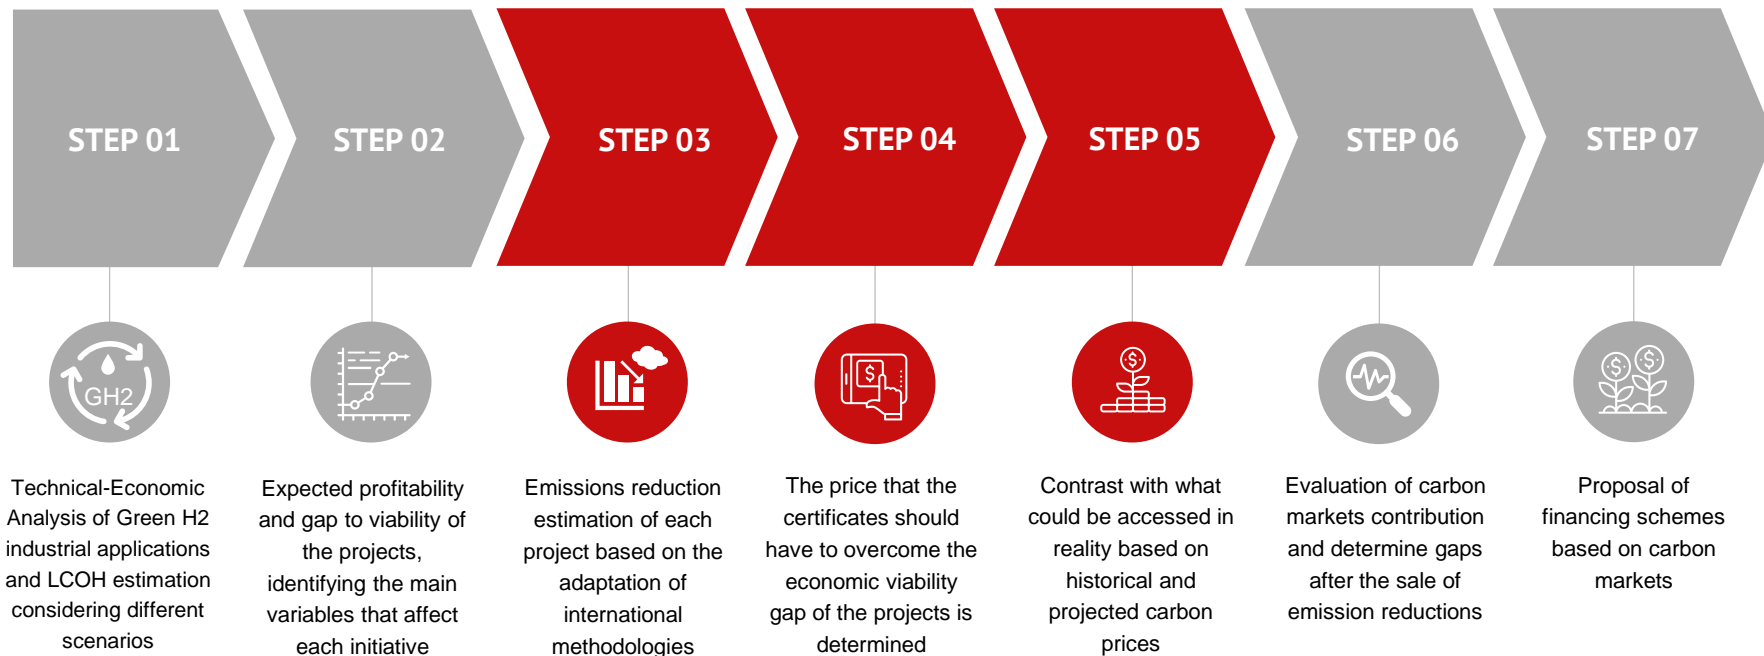 STEP 01
STEP 02
STEP 03
STEP 04
STEP 05
STEP 06
STEP 07
GH2
$
$
$
$
Technical-Economic
Analysis of Green H2
industrial applications
and LCOH estimation
considering different
scenarios
Expected profitability
and gap to viability of
the projects,
identifying the main
variables that affect
each initiative
Emissions reduction
estimation of each
project based on the
adaptation of
international
methodologies
The price that the
certificates should
have to overcome the
economic viability
gap of the projects is
determined
Contrast with what
could be accessed in
reality based on
historical and
projected carbon
prices
Evaluation of carbon
markets contribution
and determine gaps
after the sale of
emission reductions
Proposal of
financing schemes
based on carbon
markets